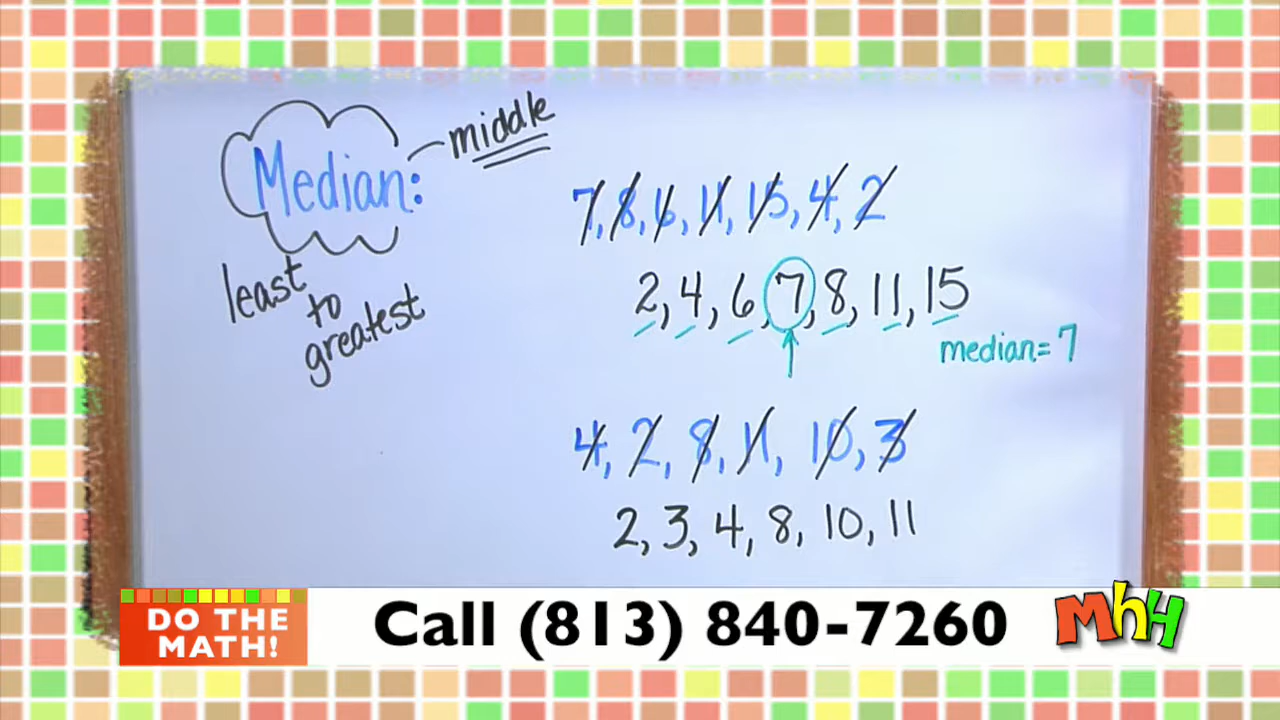 Median:
middle
least
to
greatest
7, 8, 6, 11, 15, 4, 2
2, 4, 6, 7, 8, 11, 15
median = 7
4, 2, 8, 11, 10, 3
2, 3, 4, 8, 10, 11
DO THE
MATH!
Call (813) 840-7260
Mh4